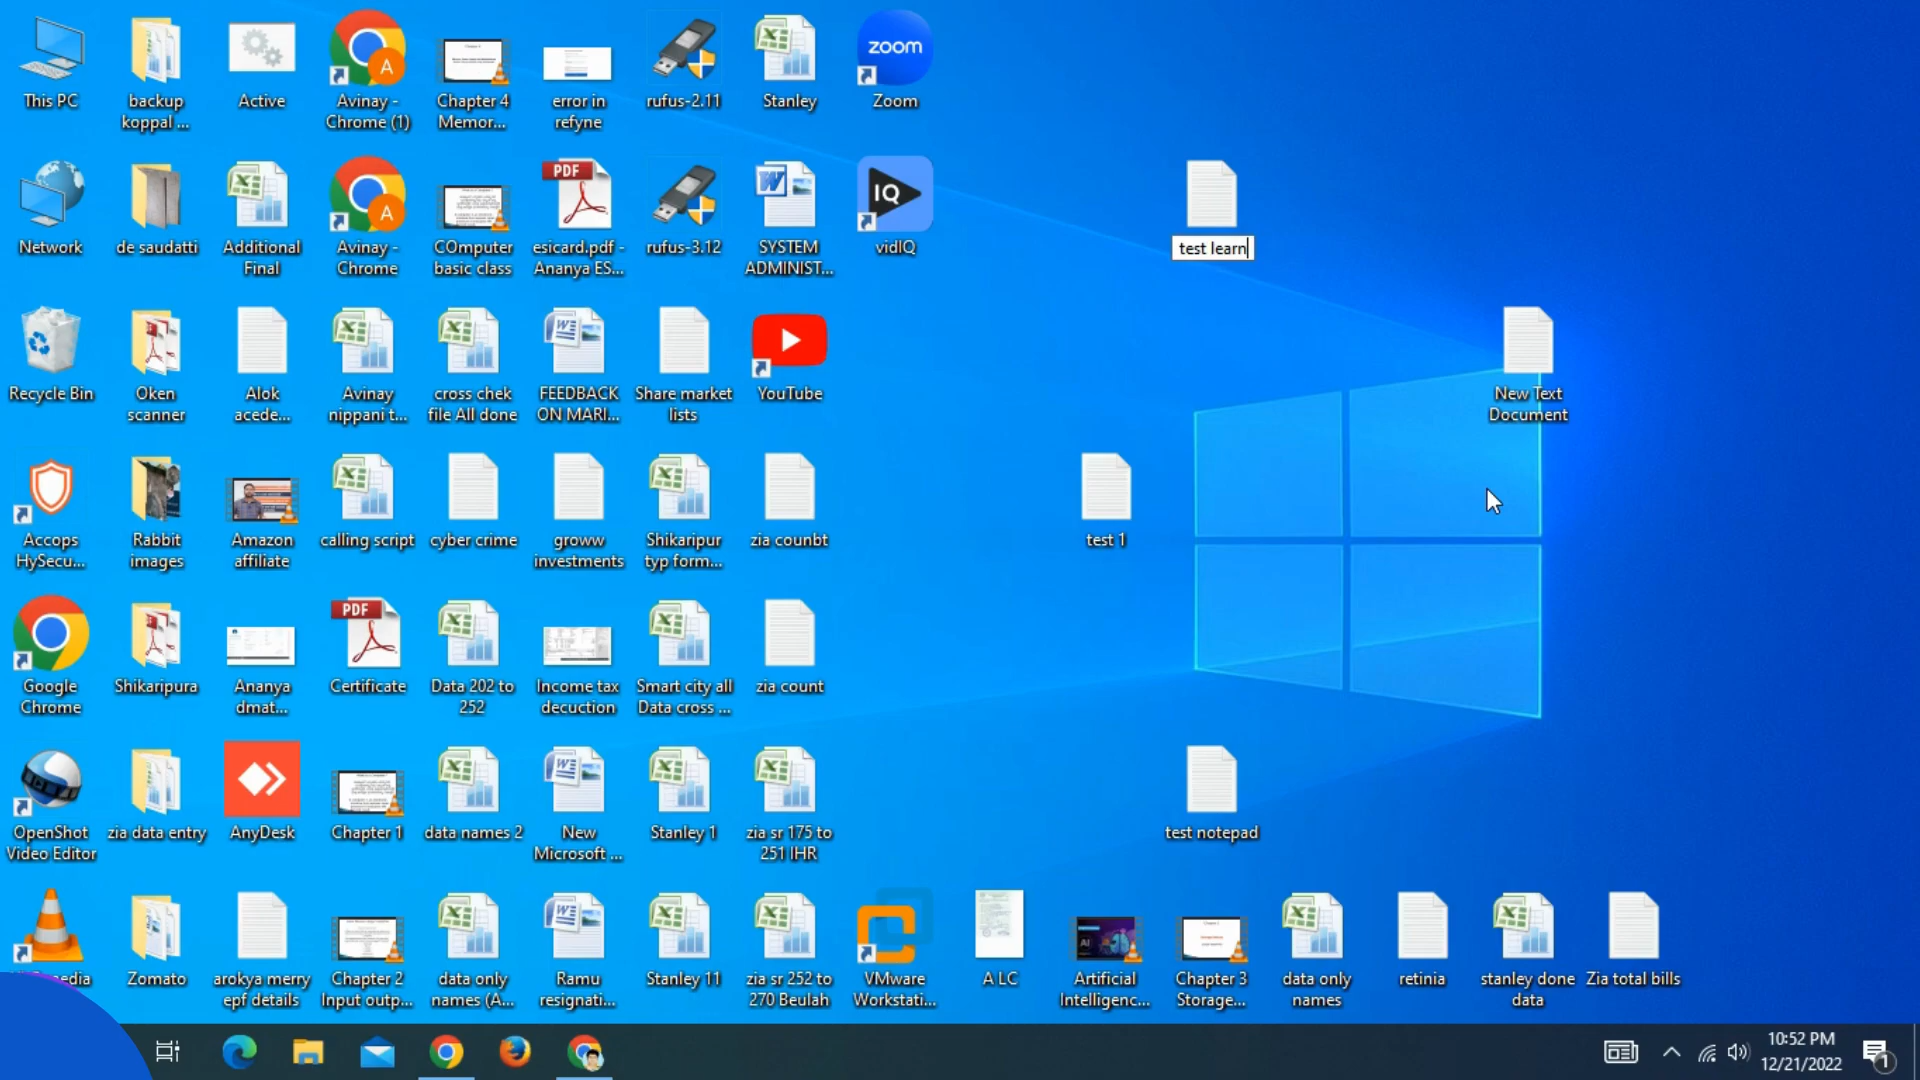 zoom
This PC
backup
koppal ...
Active
Avinay -
Chrome (1)
Chapter 4
Memor...
error in
refyne
rufus-2.11
Stanley
Zoom
PDF
IQ
Network
de saudatti
Additional
Final
Avinay -
Chrome
COmputer
basic class
esicard.pdf -
Ananya ES...
rufus-3.12
SYSTEM
ADMINIST...
vidIQ
test learn
Recycle Bin
Oken
scanner
Alok
acede...
Avinay
nippani t...
cross chek
file All done
FEEDBACK
ON MARI...
Share market
lists
YouTube
New Text
Document
Accops
HySecu...
Rabbit
images
Amazon
affiliate
calling script
cyber crime
groww
investments
Shikaripur
typ form...
zia counbt
test 1
PDF
Google
Chrome
Shikaripura
Ananya
dmat...
Certificate
Data 202 to
252
Income tax
decuction
Smart city all
Data cross ...
zia count
OpenShot
Video Editor
zia data entry
AnyDesk
Chapter 1
data names 2
New
Microsoft ...
Stanley 1
zia sr 175 to
251 IHR
test notepad
Zomato
arokya merry
epf details
Chapter 2
Input outp...
data only
names (A...
Ramu
resignati...
Stanley 11
zia sr 252 to
270 Beulah
VMware
Workstati...
A LC
Artificial
Intelligenc...
Chapter 3
Storage...
data only
names
retinia
stanley done
data
Zia total bills
10:52 PM
12/21/2022
1